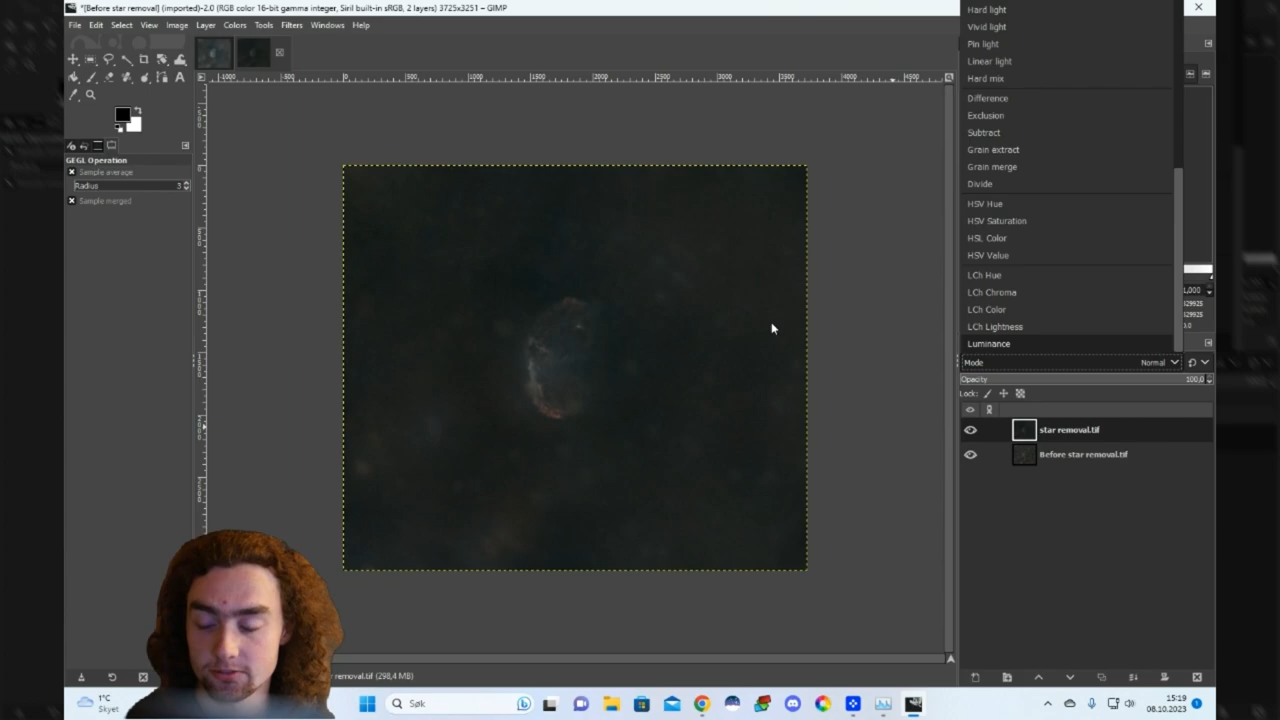 *[Before star removal] (imported)-2.0 (RGB color 16-bit gamma integer, Siril built-in sRGB, 2 layers) 3725x3251 – GIMP
File Edit Select View Image Layer Colors Tools Filters Windows Help
GEGL Operation
Sample average
Radius 3
Sample merged
Hard light
Vivid light
Pin light
Linear light
Hard mix
Difference
Exclusion
Subtract
Grain extract
Grain merge
Divide
HSV Hue
HSV Saturation
HSL Color
HSV Value
LCh Hue
LCh Chroma
LCh Color
LCh Lightness
Luminance
Mode Normal
Opacity 100,0
Lock:
star removal.tif
Before star removal.tif
removal.tif (298,4 MB)
1°C
Skyet
Søk
15:19
08.10.2023